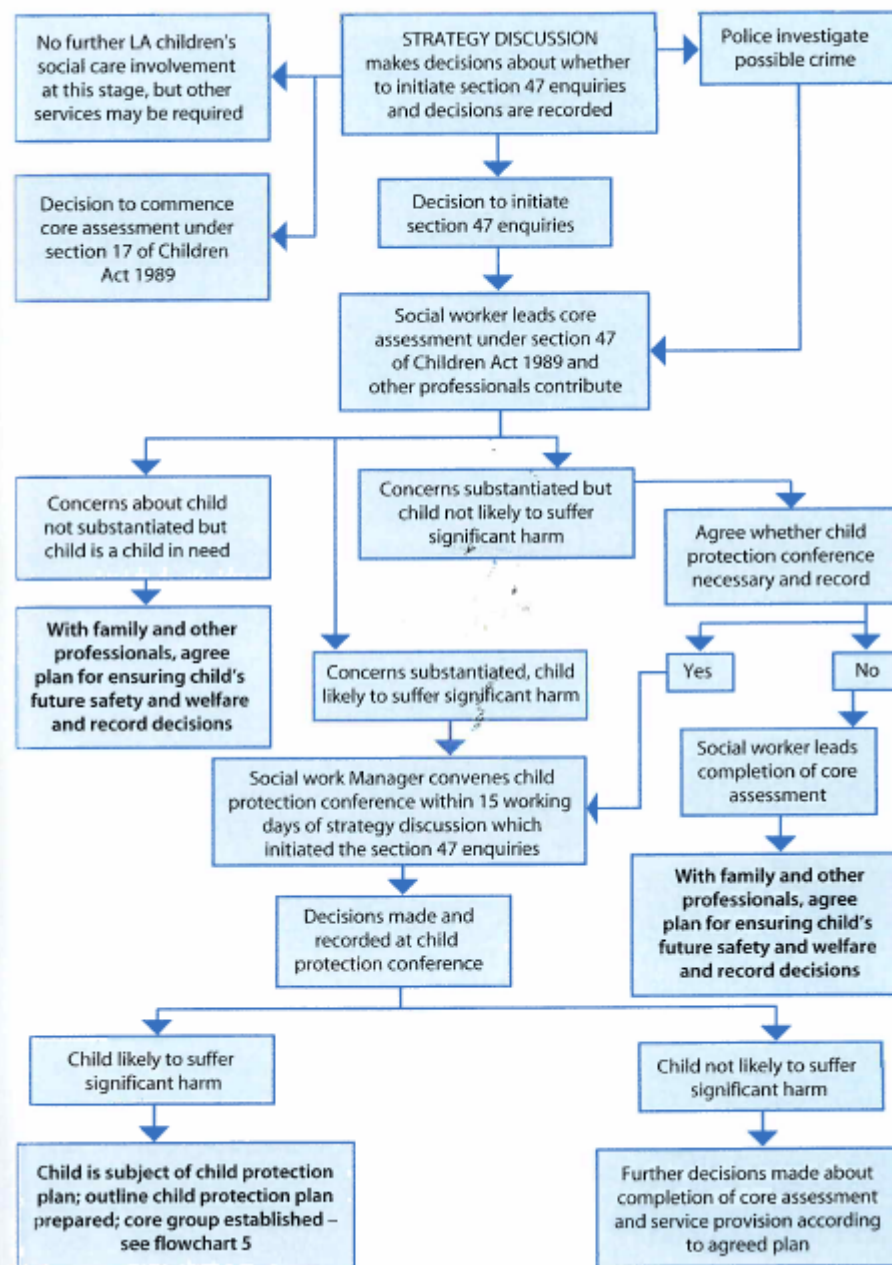 No further LA children's
social care involvement
at this stage, but other
services may be required
STRATEGY DISCUSSION
makes decisions about whether
to initiate section 47 enquiries
and decisions are recorded
Police investigate
possible crime
Decision to commence
core assessment under
section 17 of Children
Act 1989
Decision to initiate
section 47 enquiries
Social worker leads core
assessment under section 47
of Children Act 1989 and
other professionals contribute
Concerns about child
not substantiated but
child is a child in need
Concerns substantiated but
child not likely to suffer
significant harm
Agree whether child
protection conference
necessary and record
With family and other
professionals, agree
plan for ensuring child's
future safety and welfare
and record decisions
Concerns substantiated, child
likely to suffer significant harm
Yes
No
Social work Manager convenes child
protection conference within 15 working
days of strategy discussion which
initiated the section 47 enquiries
Social worker leads
completion of core
assessment
With family and other
professionals, agree
plan for ensuring child's
future safety and welfare
and record decisions
Decisions made and
recorded at child
protection conference
Child likely to suffer
significant harm
Child not likely to suffer
significant harm
Child is subject of child protection
plan; outline child protection plan
prepared; core group established –
see flowchart 5
Further decisions made about
completion of core assessment
and service provision according
to agreed plan